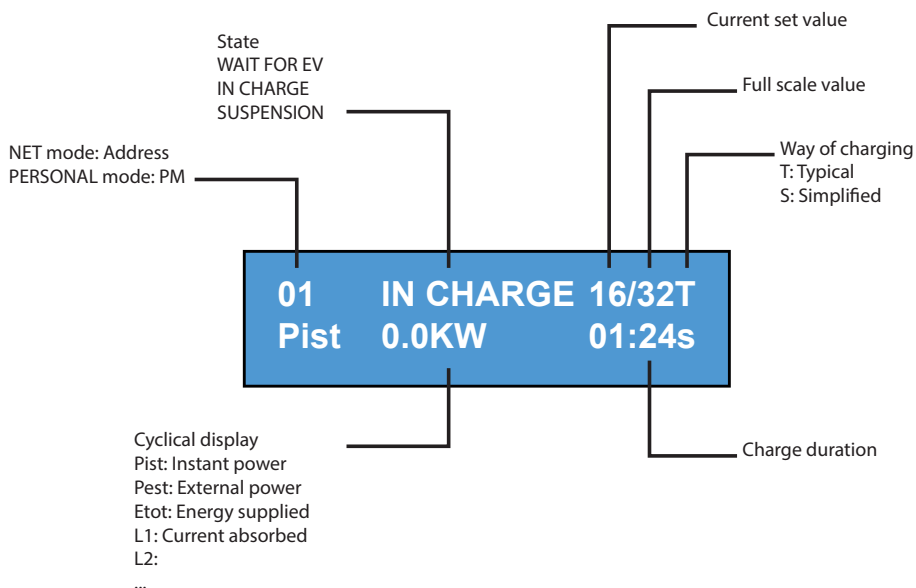 Current set value
State
WAIT FOR EV
IN CHARGE
SUSPENSION
Full scale value
NET mode: Address
PERSONAL mode: PM
Way of charging
T: Typical
S: Simplified
01 IN CHARGE 16/32T
Pist 0.0KW 01:24s
Cyclical display
Pist: Instant power
Pest: External power
Etot: Energy supplied
L1: Current absorbed
L2:
...
Charge duration